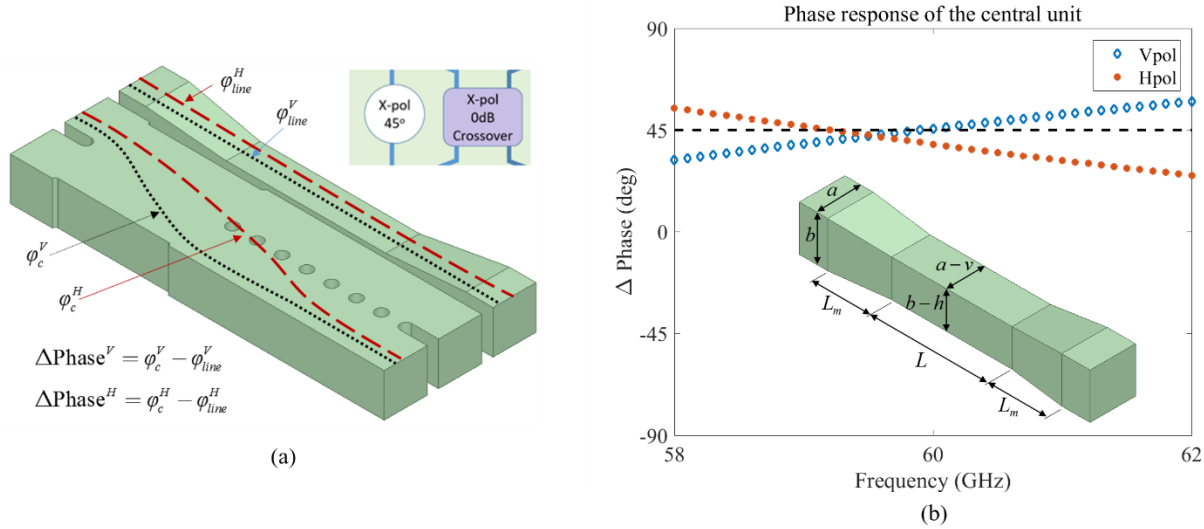 φ^H_line
φ^V_line
X-pol
45°
X-pol
0dB
Crossover
φ^V_c
φ^H_c
ΔPhase^V = φ^V_c − φ^V_line
ΔPhase^H = φ^H_c − φ^H_line
(a)
Phase response of the central unit
Vpol
Hpol
Δ Phase (deg)
90
45
0
-45
-90
a
b
a − v
b − h
L_m
L
L_m
58
60
62
Frequency (GHz)
(b)